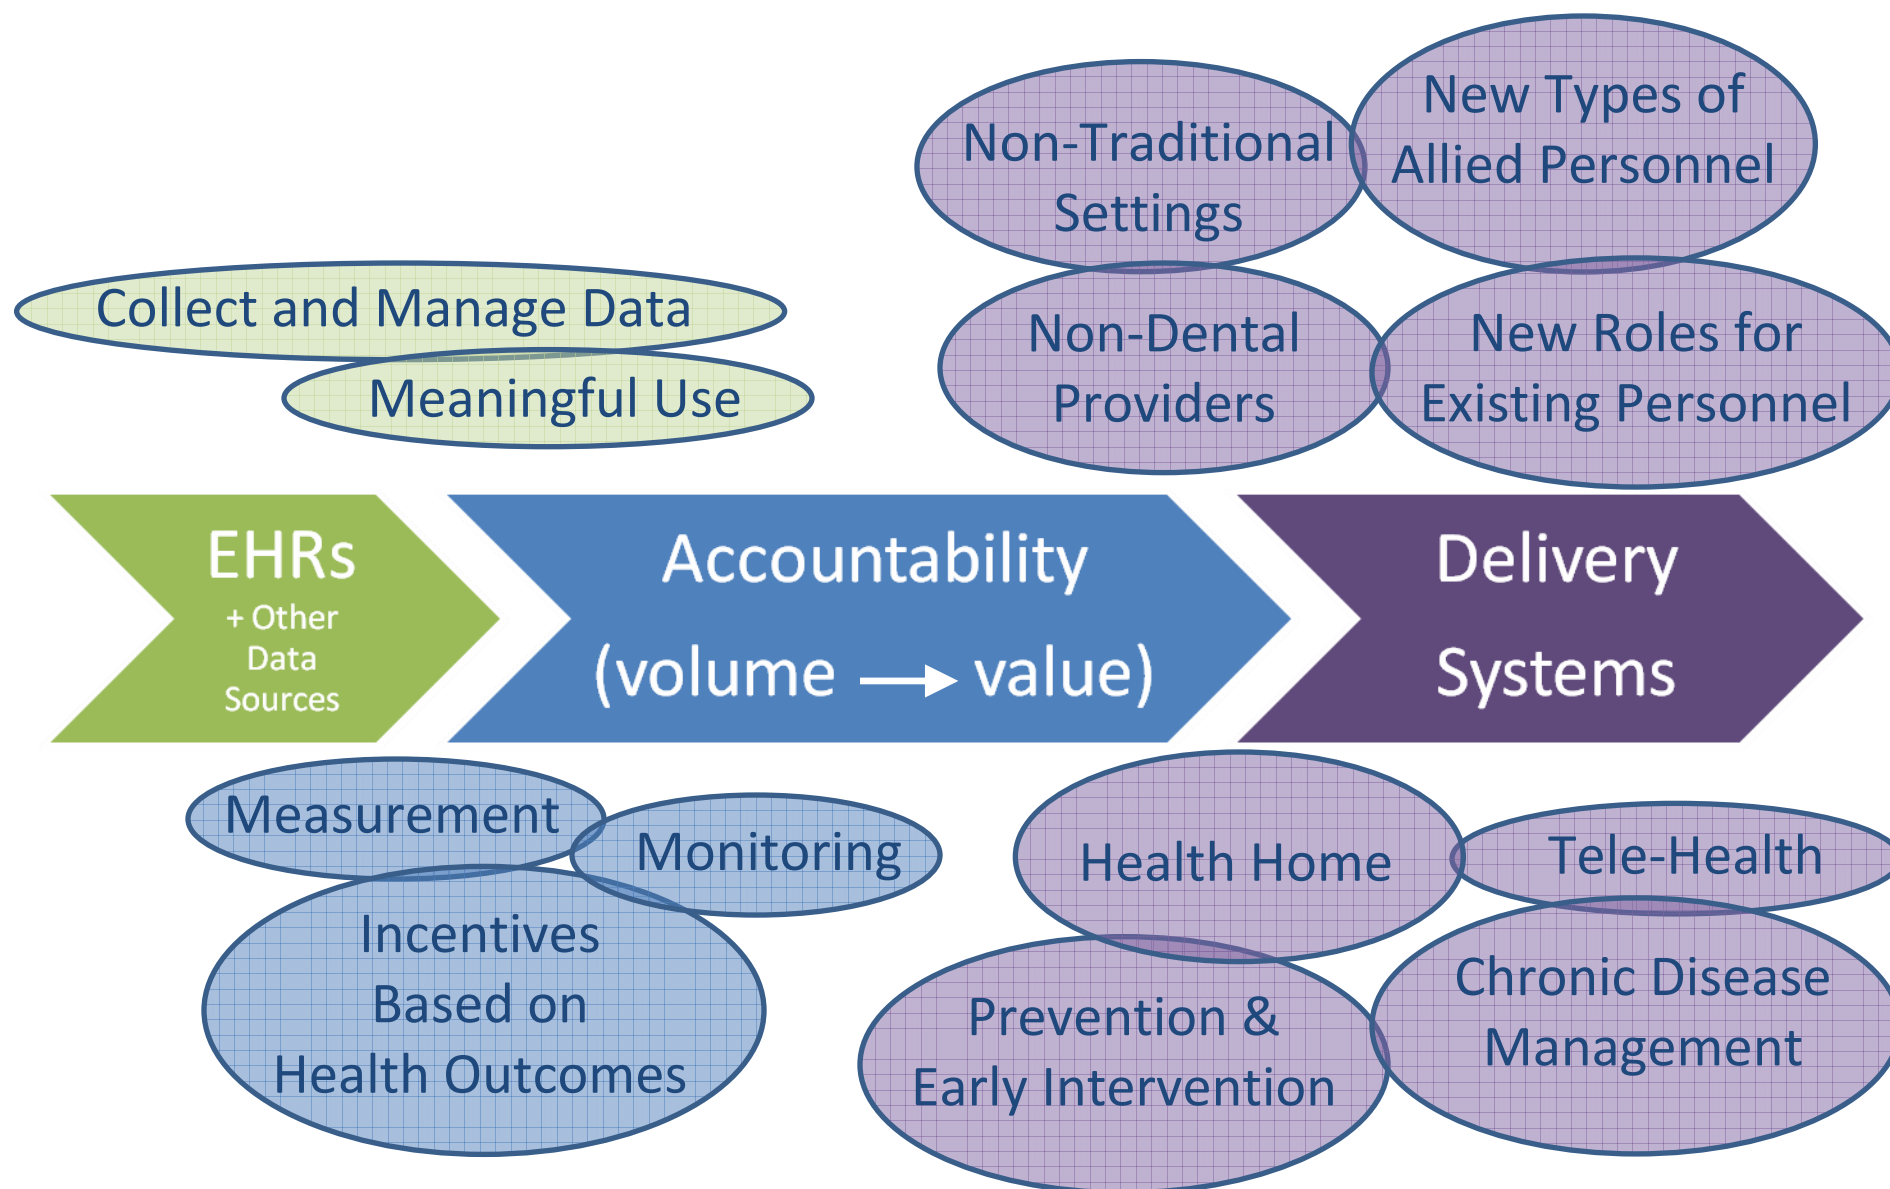 New Types of
Allied Personnel
Non-Traditional
Settings
Collect and Manage Data
Meaningful Use
Non-Dental
Providers
New Roles for
Existing Personnel
EHRs
+ Other
Data
Sources
Accountability
(volume → value)
Delivery
Systems
Measurement
Monitoring
Incentives
Based on
Health Outcomes
Health Home
Tele-Health
Prevention &
Early Intervention
Chronic Disease
Management